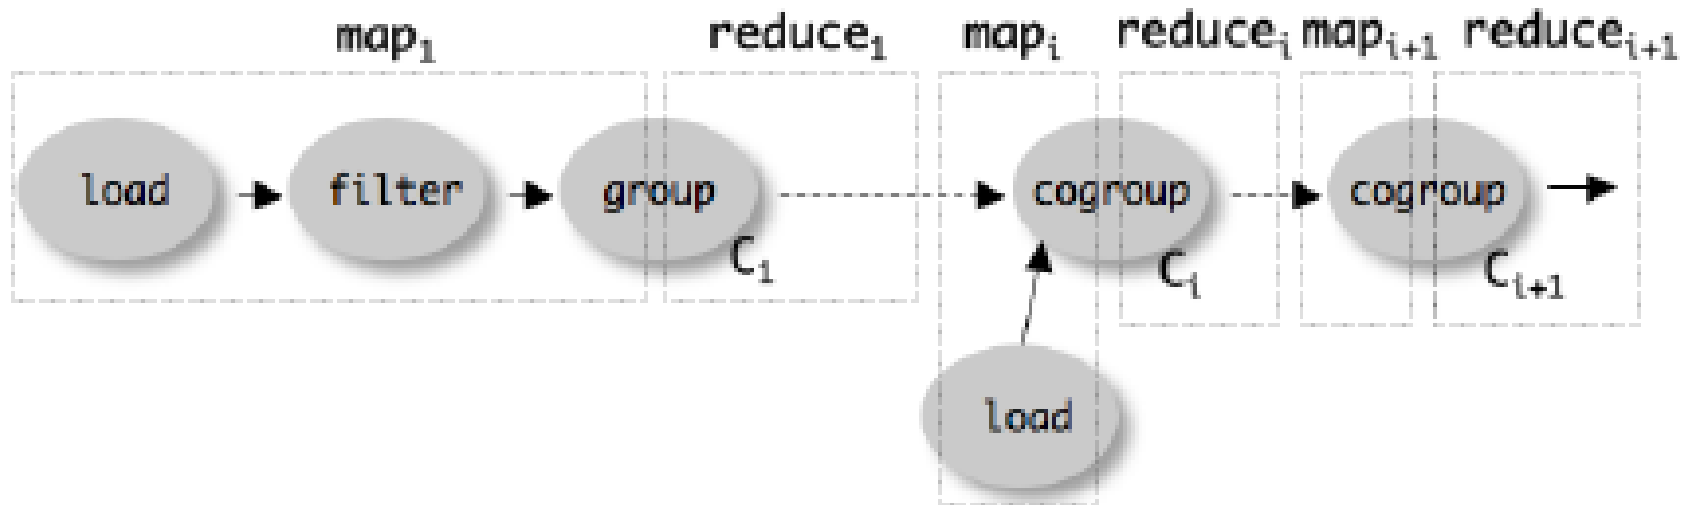 map₁ reduce₁ mapᵢ reduceᵢ mapᵢ₊₁ reduceᵢ₊₁
load filter group cogroup cogroup
C₁ Cᵢ Cᵢ₊₁
load